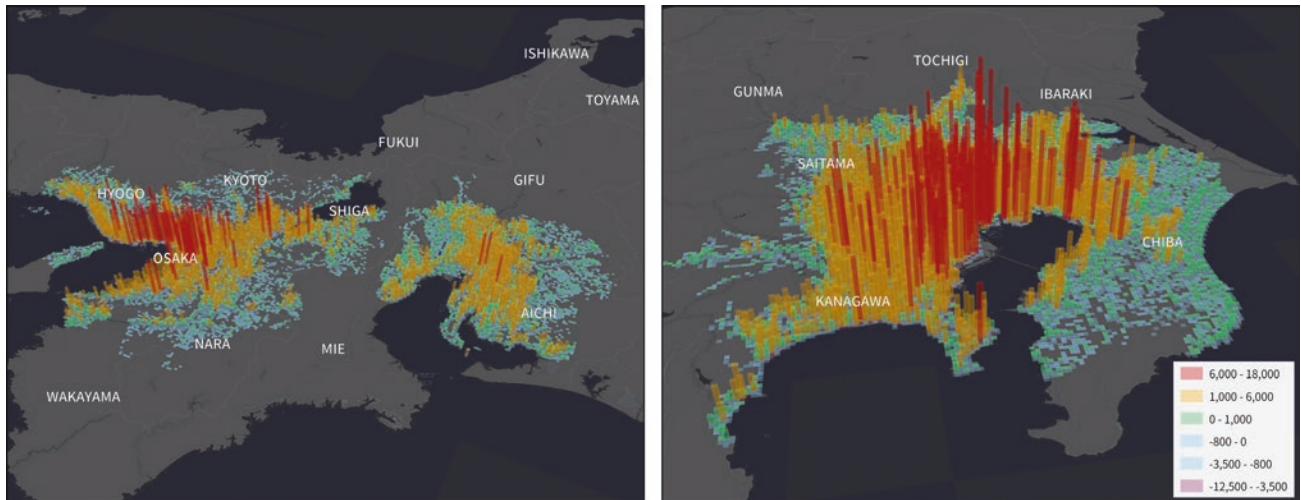 ISHIKAWA
TOYAMA
FUKUI
GIFU
HYOGO
KYOTO
SHIGA
OSAKA
AICHI
NARA
MIE
WAKAYAMA
TOCHIGI
GUNMA
IBARAKI
SAITAMA
CHIBA
KANAGAWA
6,000 - 18,000
1,000 - 6,000
0 - 1,000
-800 - 0
-3,500 - -800
-12,500 - -3,500